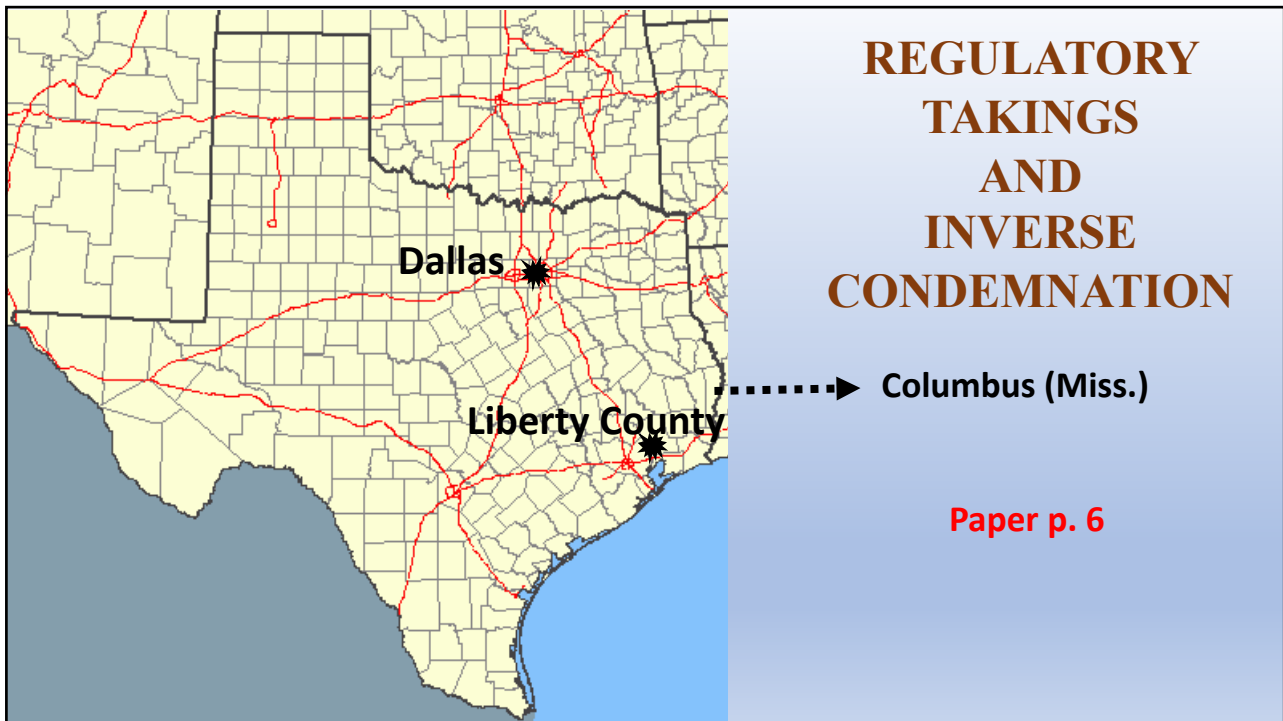 REGULATORY
TAKINGS
AND
INVERSE
CONDEMNATION
Dallas
Liberty County
Columbus (Miss.)
Paper p. 6